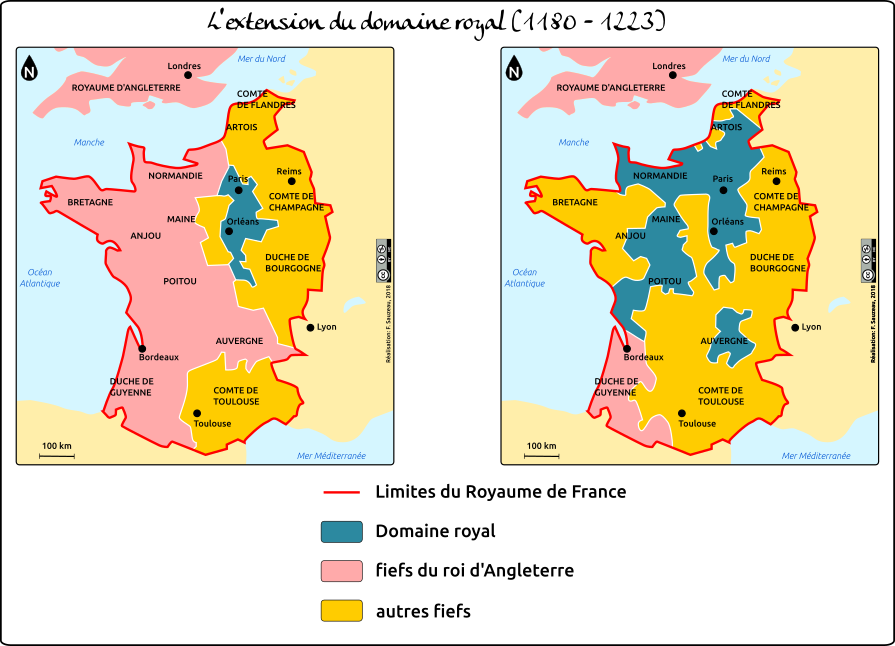 L'extension du domaine royal (1180 - 1223)
Mer du Nord
Londres
ROYAUME D'ANGLETERRE
COMTÉ
DE FLANDRES
ARTOIS
Manche
NORMANDIE
Paris
Reims
BRETAGNE
COMTE DE
CHAMPAGNE
MAINE
Orléans
ANJOU
DUCHE DE
BOURGOGNE
Océan
Atlantique
POITOU
Lyon
AUVERGNE
Bordeaux
DUCHE DE
GUYENNE
COMTE DE
TOULOUSE
Toulouse
100 km
Mer Méditerranée
N
cc
Réalisation: F. Sauzeau, 2018
Mer du Nord
Londres
ROYAUME D'ANGLETERRE
COMTÉ
DE FLANDRES
ARTOIS
Manche
NORMANDIE
Paris
Reims
BRETAGNE
COMTE DE
CHAMPAGNE
MAINE
Orléans
ANJOU
DUCHE DE
BOURGOGNE
Océan
Atlantique
POITOU
Lyon
AUVERGNE
Bordeaux
DUCHE DE
GUYENNE
COMTE DE
TOULOUSE
Toulouse
100 km
Mer Méditerranée
N
cc
Réalisation: F. Sauzeau, 2018
Limites du Royaume de France
Domaine royal
fiefs du roi d'Angleterre
autres fiefs